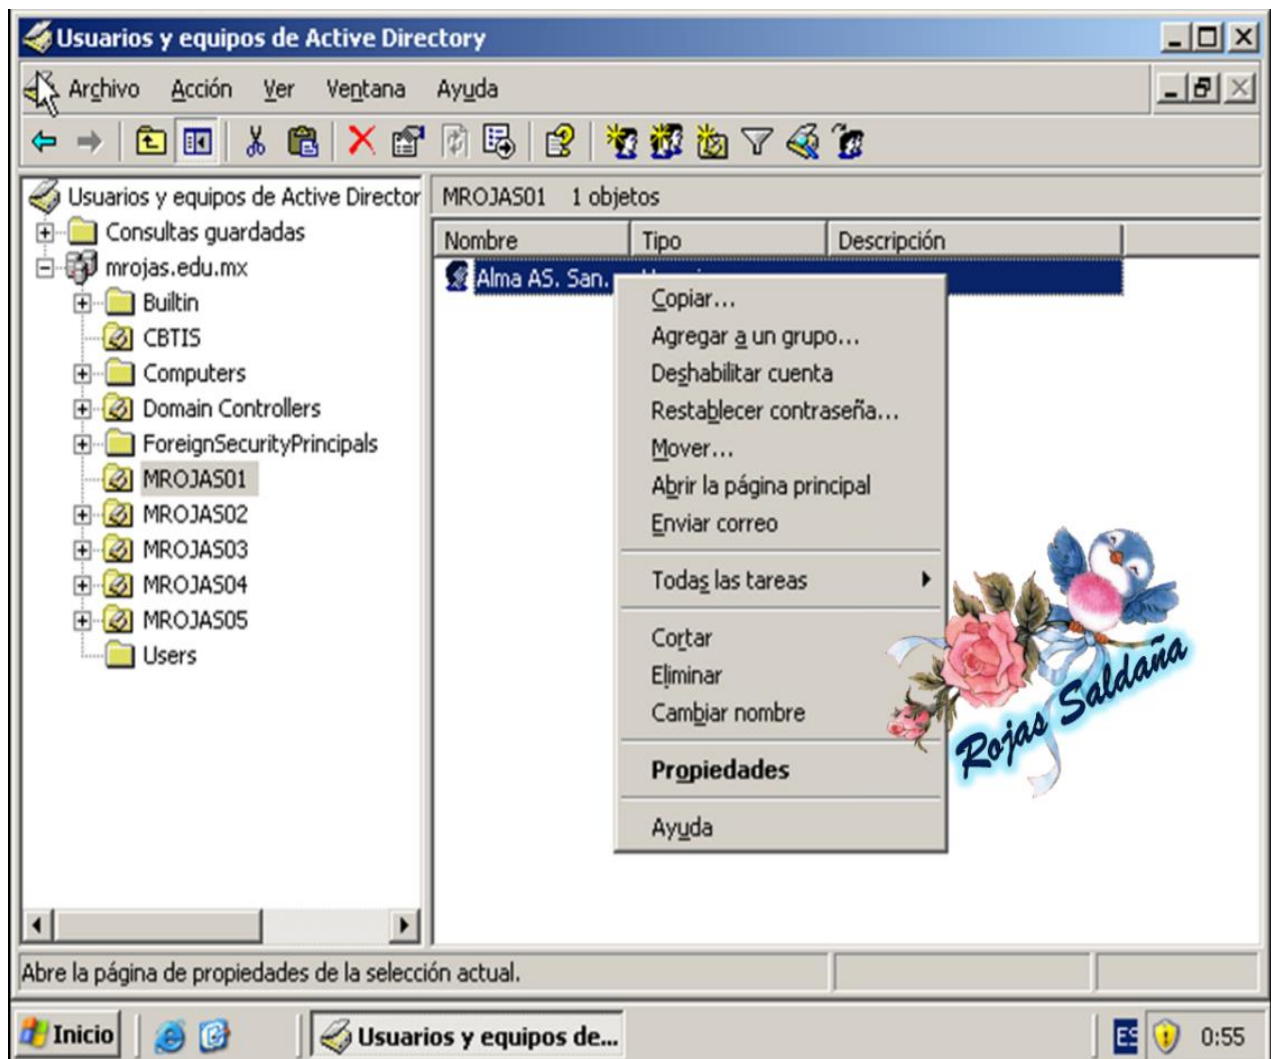 Usuarios y equipos de Active Directory
Archivo Acción Ver Ventana Ayuda
Usuarios y equipos de Active Director
Consultas guardadas
mrojas.edu.mx
Builtin
CBTIS
Computers
Domain Controllers
ForeignSecurityPrincipals
MROJAS01
MROJAS02
MROJAS03
MROJAS04
MROJAS05
Users
MROJAS01 1 objetos
Nombre Tipo Descripción
Alma AS. San.
Copiar...
Agregar a un grupo...
Deshabilitar cuenta
Restablecer contraseña...
Mover...
Abrir la página principal
Enviar correo
Todas las tareas
Cortar
Eliminar
Cambiar nombre
Propiedades
Ayuda
Rojas Saldaña
Abre la página de propiedades de la selección actual.
Inicio
Usuarios y equipos de...
ES
0:55